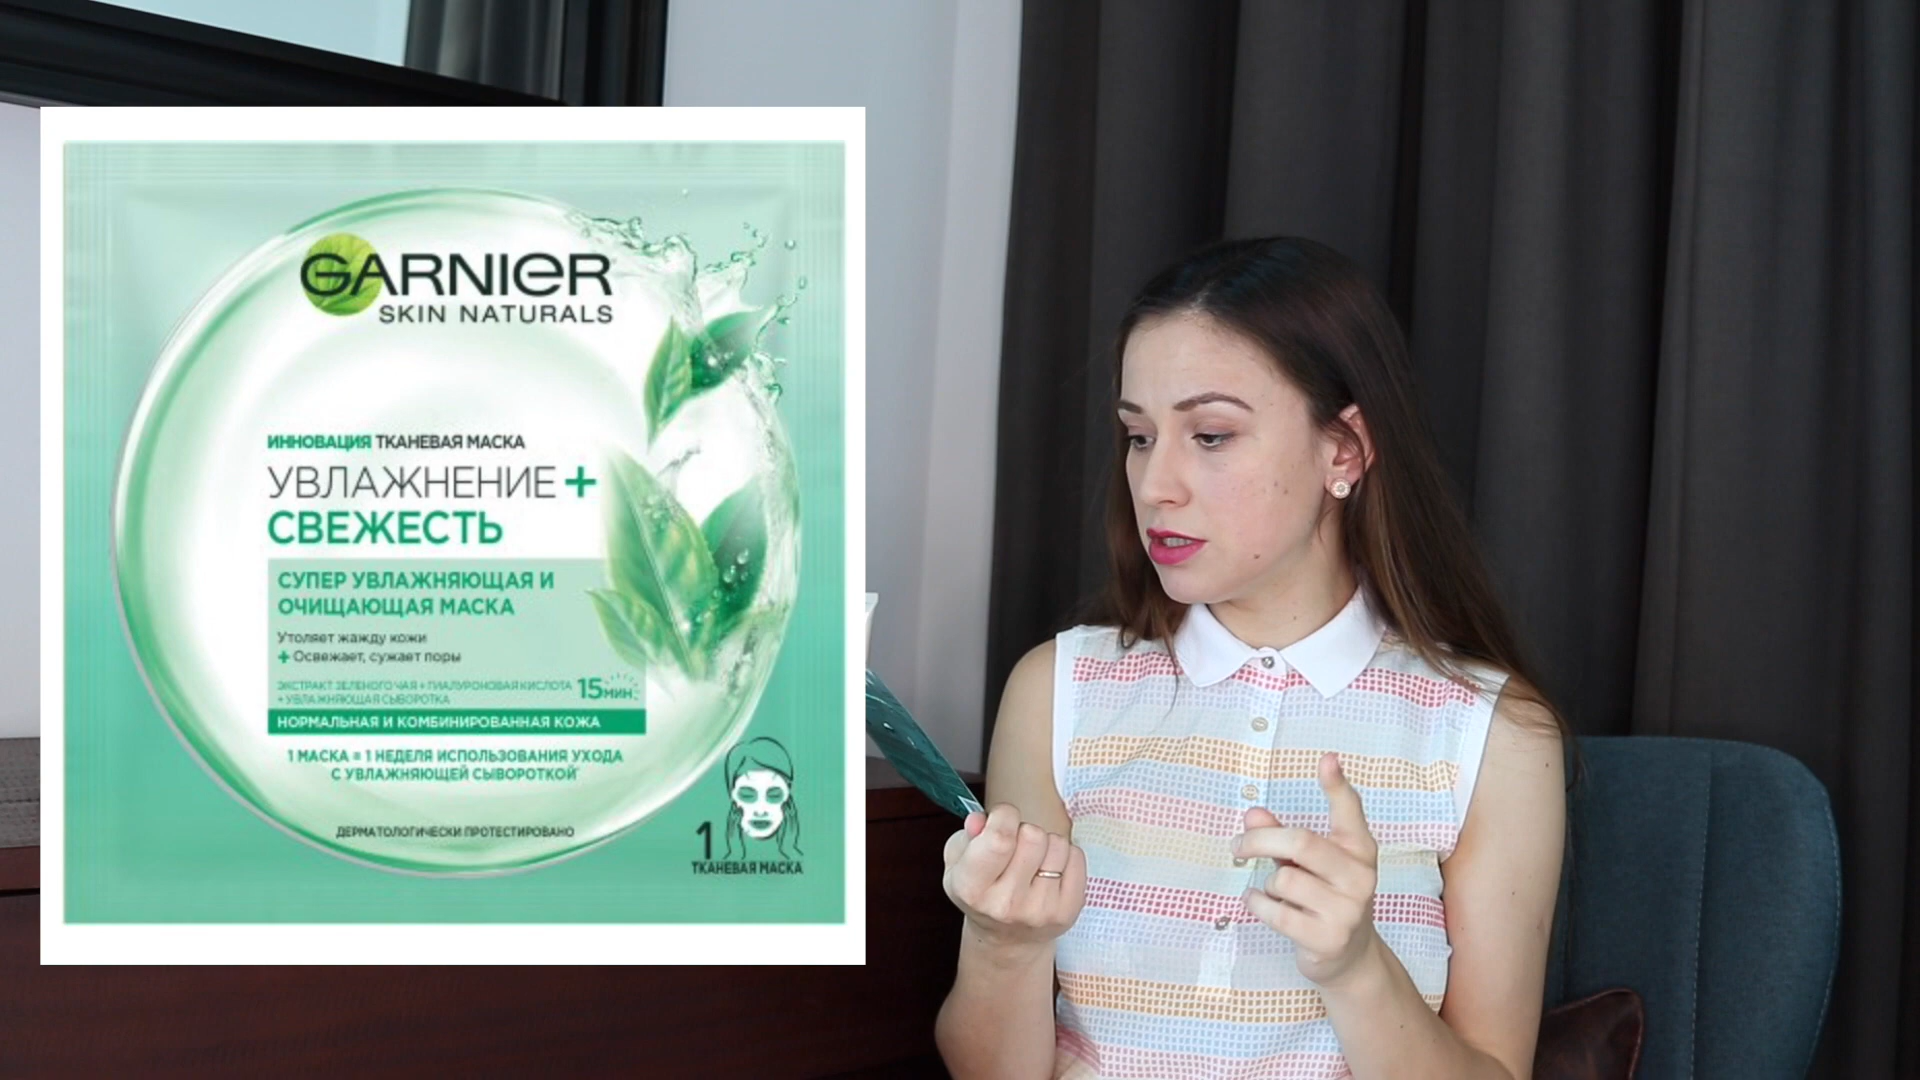 GARNIER
SKIN NATURALS
ИННОВАЦИЯ ТКАНЕВАЯ МАСКА
УВЛАЖНЕНИЕ +
СВЕЖЕСТЬ
СУПЕР УВЛАЖНЯЮЩАЯ И
ОЧИЩАЮЩАЯ МАСКА
Утоляет жажду кожи
+ Освежает, сужает поры
ЭКСТРАКТ ЗЕЛЕНОГО ЧАЯ + ГИАЛУРОНОВАЯ КИСЛОТА
+ УВЛАЖНЯЮЩАЯ СЫВОРОТКА
15 мин
НОРМАЛЬНАЯ И КОМБИНИРОВАННАЯ КОЖА
1 МАСКА = 1 НЕДЕЛЯ ИСПОЛЬЗОВАНИЯ УХОДА
С УВЛАЖНЯЮЩЕЙ СЫВОРОТКОЙ
ДЕРМАТОЛОГИЧЕСКИ ПРОТЕСТИРОВАНО
1
ТКАНЕВАЯ МАСКА